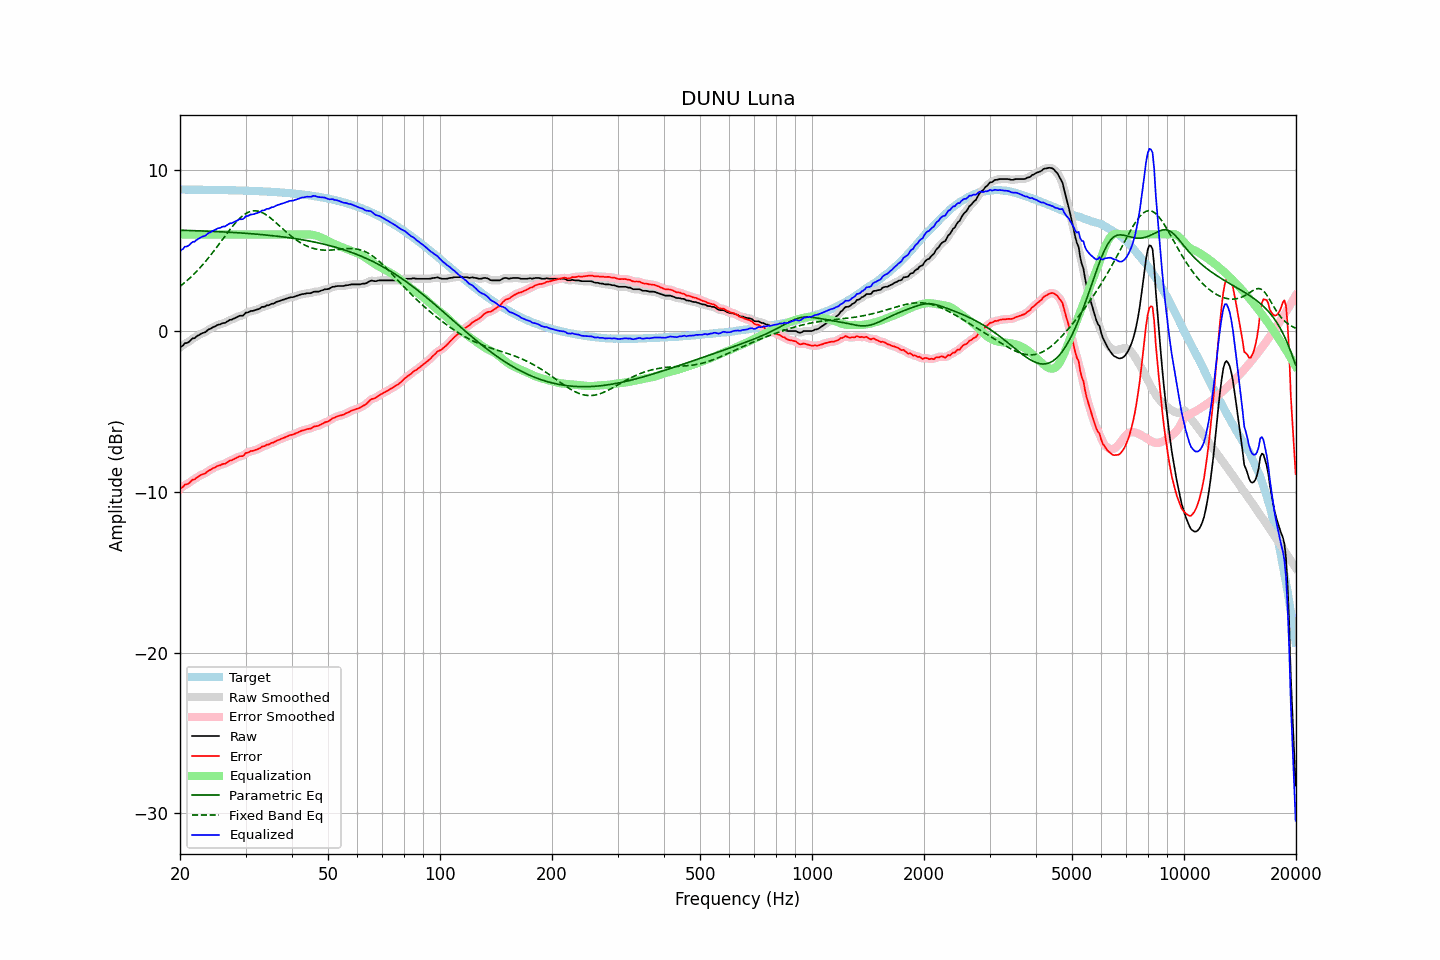 DUNU Luna
10
0
−10
−20
−30
Amplitude (dBr)
Target
Raw Smoothed
Error Smoothed
Raw
Error
Equalization
Parametric Eq
Fixed Band Eq
Equalized
20 50 100 200 500 1000 2000 5000 10000 20000
Frequency (Hz)